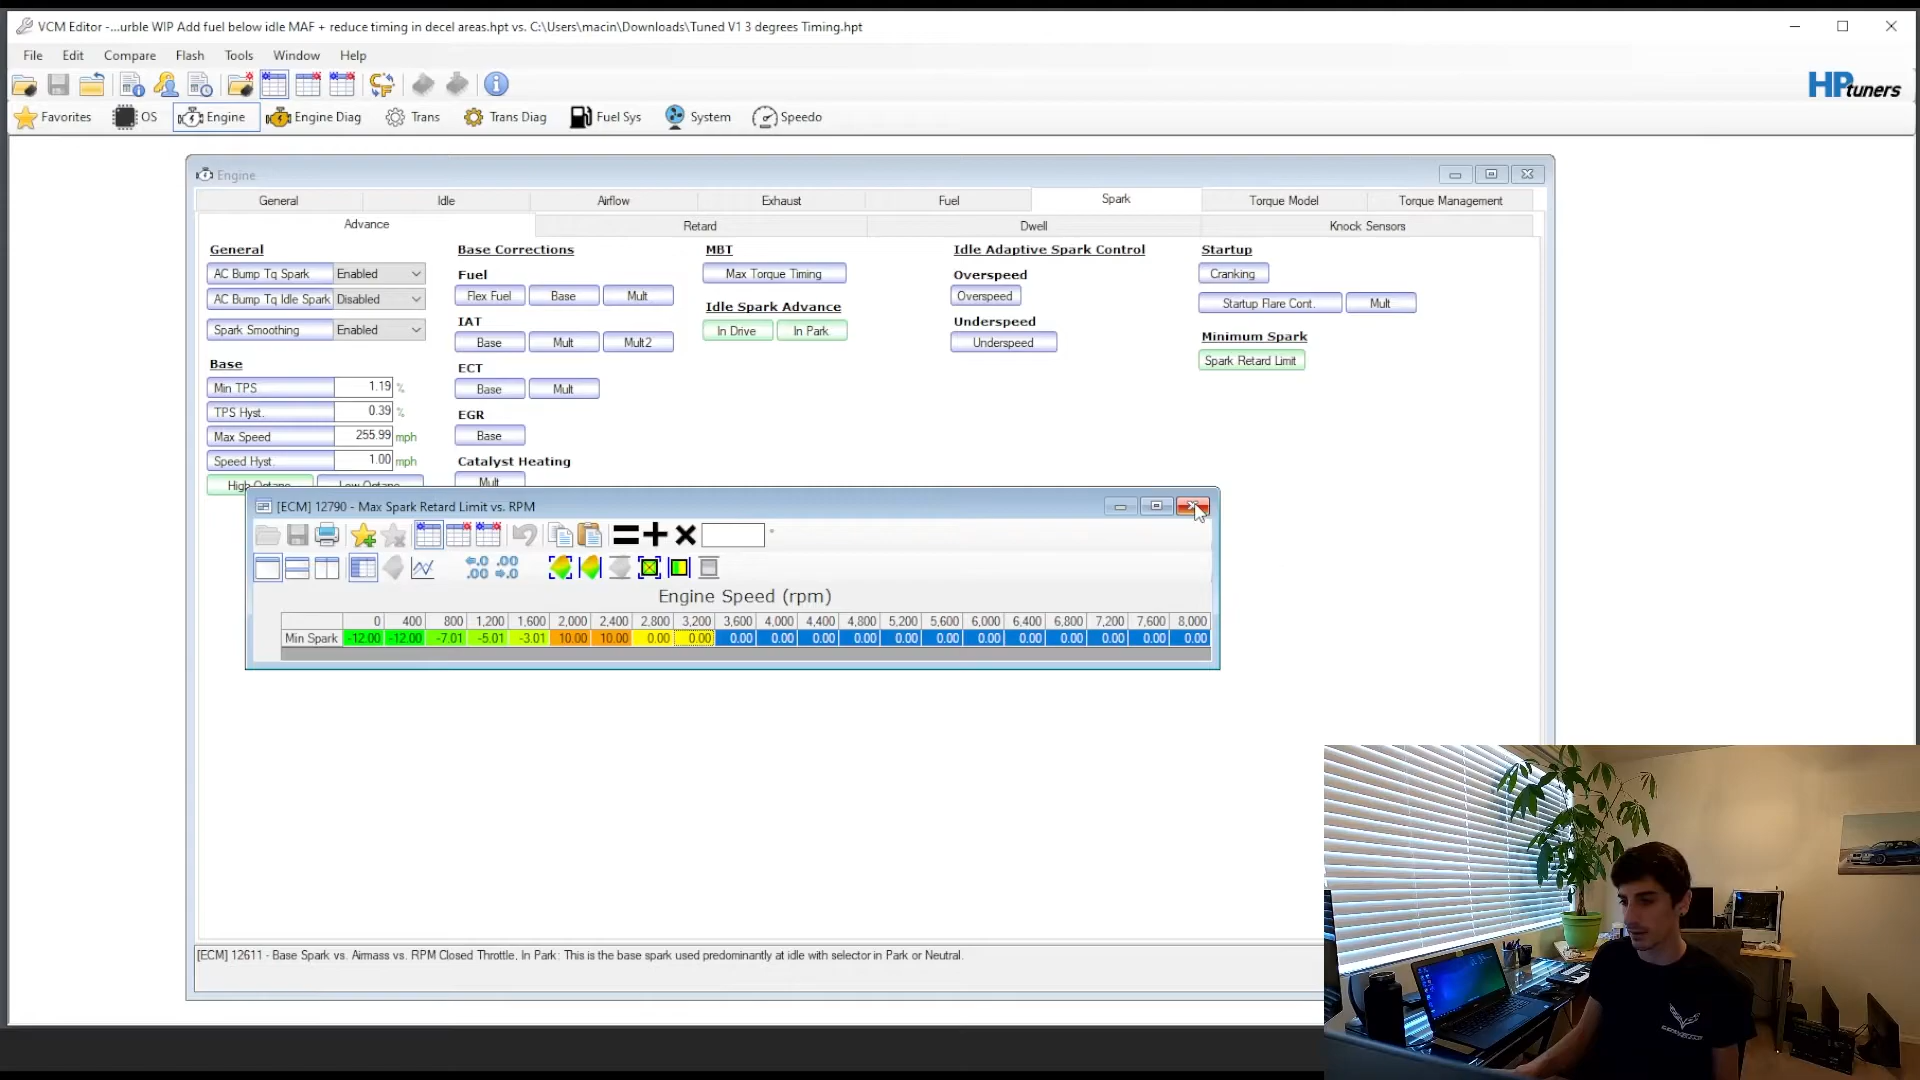 VCM Editor -...urble WIP Add fuel below idle MAF + reduce timing in decel areas.hpt vs. C:\Users\macin\Downloads\Tuned V1 3 degrees Timing.hpt
File Edit Compare Flash Tools Window Help
HPtuners
Favorites OS Engine Engine Diag Trans Trans Diag Fuel Sys System Speedo
Engine
General Idle Airflow Exhaust Fuel Spark Torque Model Torque Management
Advance Retard Dwell Knock Sensors
General Base Corrections MBT Idle Adaptive Spark Control Startup
AC Bump Tq Spark Enabled Fuel Max Torque Timing Overspeed Cranking
Flex Fuel Base Mult Overspeed
AC Bump Tq Idle Spark Disabled Idle Spark Advance Startup Flare Cont. Mult
IAT Underspeed
Spark Smoothing Enabled In Drive In Park
Base Mult Mult2 Underspeed Minimum Spark
Base ECT Spark Retard Limit
Min TPS 1.19 % Base Mult
TPS Hyst. 0.39 % EGR
Max Speed 255.99 mph Base
Speed Hyst. 1.00 mph Catalyst Heating
High Octane Low Octane Mult
[ECM] 12790 - Max Spark Retard Limit vs. RPM
Engine Speed (rpm)
0 400 800 1,200 1,600 2,000 2,400 2,800 3,200 3,600 4,000 4,400 4,800 5,200 5,600 6,000 6,400 6,800 7,200 7,600 8,000
Min Spark -12.00 -12.00 -7.01 -5.01 -3.01 10.00 10.00 0.00 0.00 0.00 0.00 0.00 0.00 0.00 0.00 0.00 0.00 0.00 0.00 0.00 0.00
[ECM] 12611 - Base Spark vs. Airmass vs. RPM Closed Throttle, In Park: This is the base spark used predominantly at idle with selector in Park or Neutral.